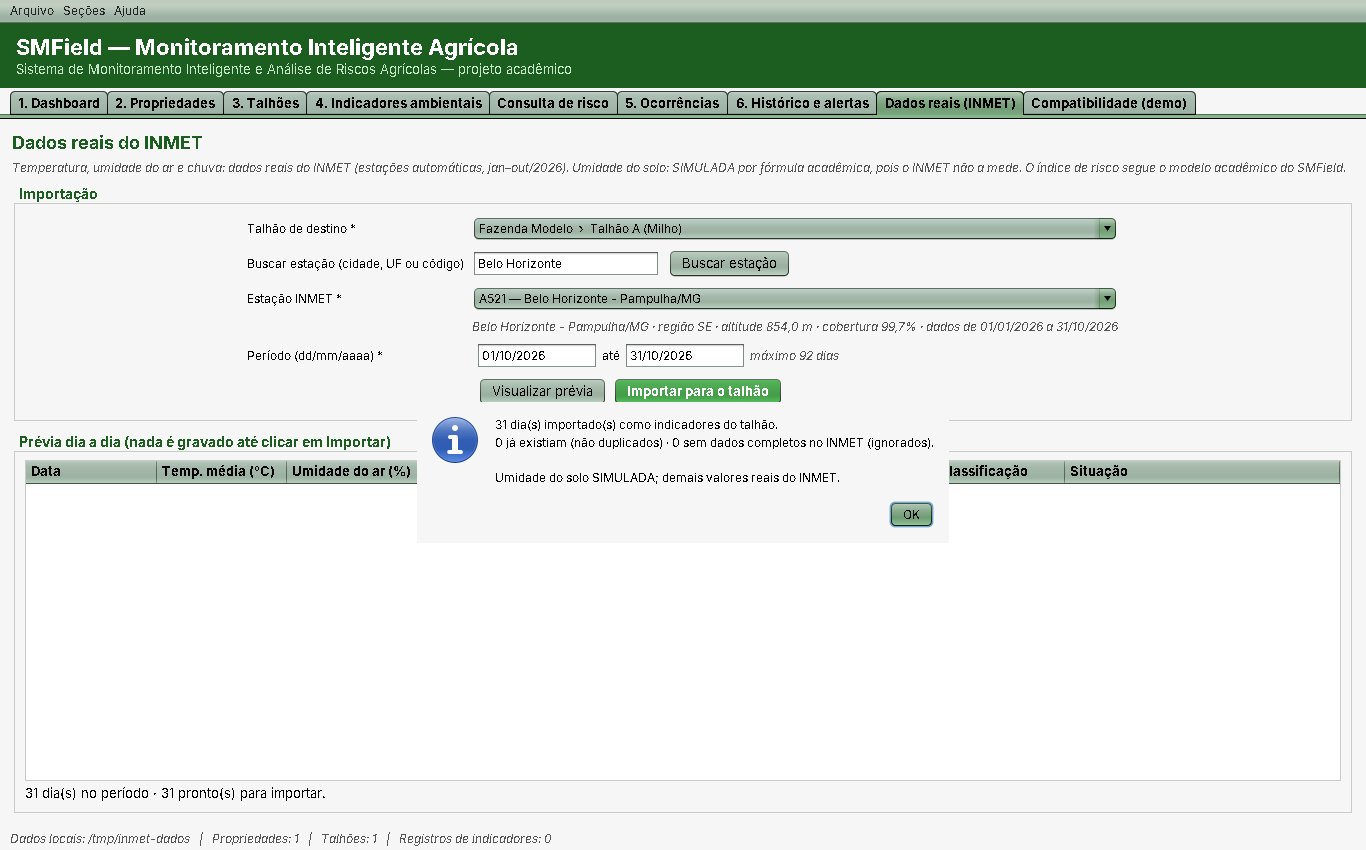 Arquivo Seções Ajuda
SMField — Monitoramento Inteligente Agrícola
Sistema de Monitoramento Inteligente e Análise de Riscos Agrícolas — projeto acadêmico
1. Dashboard 2. Propriedades 3. Talhões 4. Indicadores ambientais Consulta de risco 5. Ocorrências 6. Histórico e alertas Dados reais (INMET) Compatibilidade (demo)
Dados reais do INMET
Temperatura, umidade do ar e chuva: dados reais do INMET (estações automáticas, jan–out/2026). Umidade do solo: SIMULADA por fórmula acadêmica, pois o INMET não a mede. O índice de risco segue o modelo acadêmico do SMField.
Importação
Talhão de destino * Fazenda Modelo › Talhão A (Milho)
Buscar estação (cidade, UF ou código) Belo Horizonte Buscar estação
Estação INMET * A521 — Belo Horizonte - Pampulha/MG
Belo Horizonte - Pampulha/MG · região SE · altitude 854,0 m · cobertura 99,7% · dados de 01/01/2026 a 31/10/2026
Período (dd/mm/aaaa) * 01/10/2026 até 31/10/2026 máximo 92 dias
Visualizar prévia Importar para o talhão
31 dia(s) importado(s) como indicadores do talhão.
0 já existiam (não duplicados) · 0 sem dados completos no INMET (ignorados).
Umidade do solo SIMULADA; demais valores reais do INMET.
OK
Prévia dia a dia (nada é gravado até clicar em Importar)
Data Temp. média (°C) Umidade do ar (%) lassificação Situação
31 dia(s) no período · 31 pronto(s) para importar.
Dados locais: /tmp/inmet-dados | Propriedades: 1 | Talhões: 1 | Registros de indicadores: 0